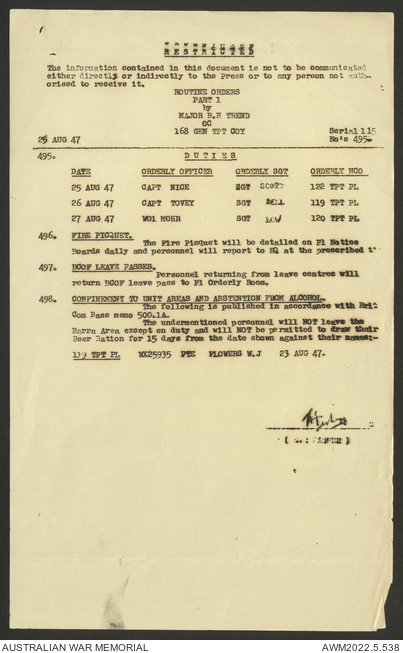 RESTRICTED
The information contained in this document is not to be communicated
either directly or indirectly to the Press or to any person not auth-
orised to receive it.
ROUTINE ORDERS
PART 1
by
MAJOR B.H TREND
OC
168 GEN TPT COY
Serial 115
25 AUG 47
No's 495-
495. DUTIES
DATE ORDERLY OFFICER ORDERLY SGT ORDERLY NCO
25 AUG 47 CAPT NICE SGT SCOTT 122 TPT PL
26 AUG 47 CAPT TOVEY SGT BELL 119 TPT PL
27 AUG 47 WO1 MOHR SGT LOW 120 TPT PL
496. FIRE PICQUET.
The Fire Picquet will be detailed on Pl Notice
Boards daily and personnel will report to HQ at the prescribed t
497. BCOF LEAVE PASSES.
Personnel returning from leave centres will
return BCOF leave pass to Pl Orderly Room.
498. CONFINEMENT TO UNIT AREAS AND ABSTENTION FROM ALCOHOL.
The following is published in accordance with Brit
Com Base memo 500.1A.
The undermentioned personnel will NOT leave the
Barra Area except on duty and will NOT be permitted to draw their
Beer Ration for 15 days from the date shown against their names:-
119 TPT PL PTE FLOWERS W.J 23 AUG 47.
AUSTRALIAN WAR MEMORIAL
AWM2022.5.538